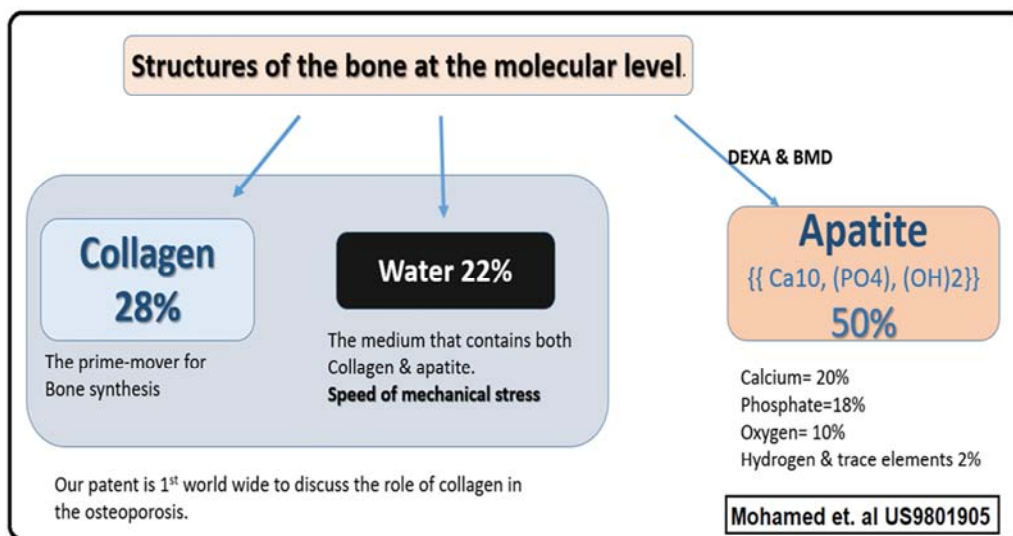 Structures of the bone at the molecular level.
DEXA & BMD
Collagen
28%
The prime-mover for
Bone synthesis
Water 22%
The medium that contains both
Collagen & apatite.
Speed of mechanical stress
Apatite
{{ Ca10, (PO4), (OH)2}}
50%
Calcium= 20%
Phosphate=18%
Oxygen= 10%
Hydrogen & trace elements 2%
Our patent is 1st world wide to discuss the role of collagen in
the osteoporosis.
Mohamed et. al US9801905